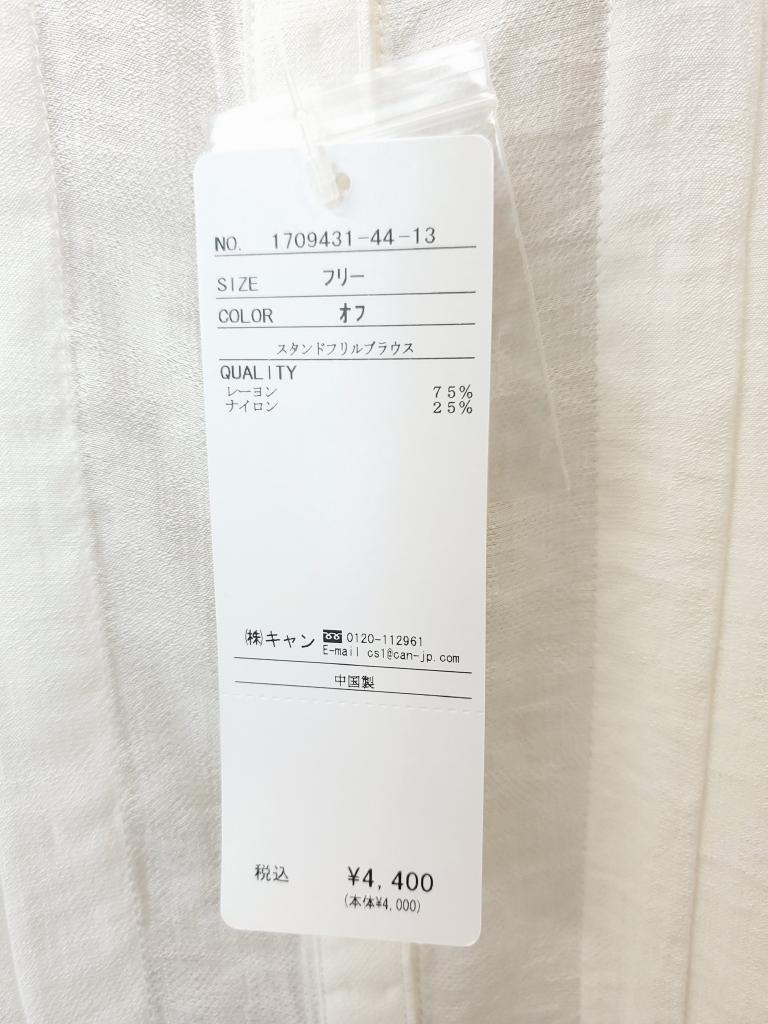 NO. 1709431-44-13
SIZE フリー
COLOR オフ
スタンドフリルブラウス
QUALITY
レーヨン 75%
ナイロン 25%
㈱キャン 0120-112961
E-mail cs1@can-jp.com
中国製
税込 ¥4,400
(本体¥4,000)